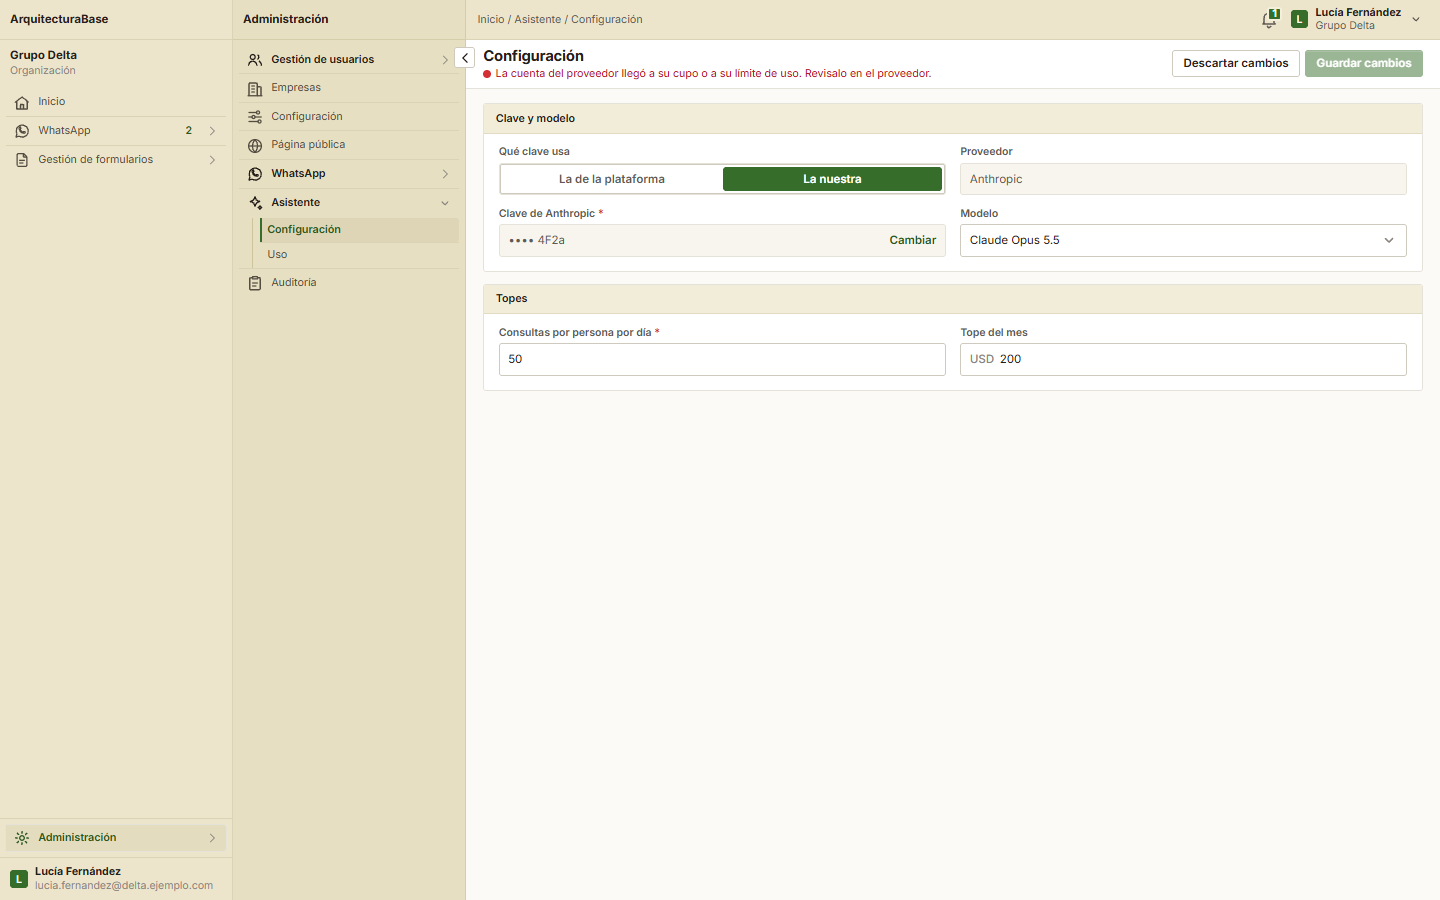 ArquitecturaBase
Grupo Delta
Organización
Inicio
WhatsApp 2
Gestión de formularios
Administración
Lucía Fernández
lucia.fernandez@delta.ejemplo.com
Administración
Gestión de usuarios
Empresas
Configuración
Página pública
WhatsApp
Asistente
Configuración
Uso
Auditoría
Inicio / Asistente / Configuración
1
L
Lucía Fernández
Grupo Delta
Configuración
La cuenta del proveedor llegó a su cupo o a su límite de uso. Revisalo en el proveedor.
Descartar cambios
Guardar cambios
Clave y modelo
Qué clave usa
La de la plataforma
La nuestra
Proveedor
Anthropic
Clave de Anthropic *
•••• 4F2a
Cambiar
Modelo
Claude Opus 5.5
Topes
Consultas por persona por día *
50
Tope del mes
USD 200
L